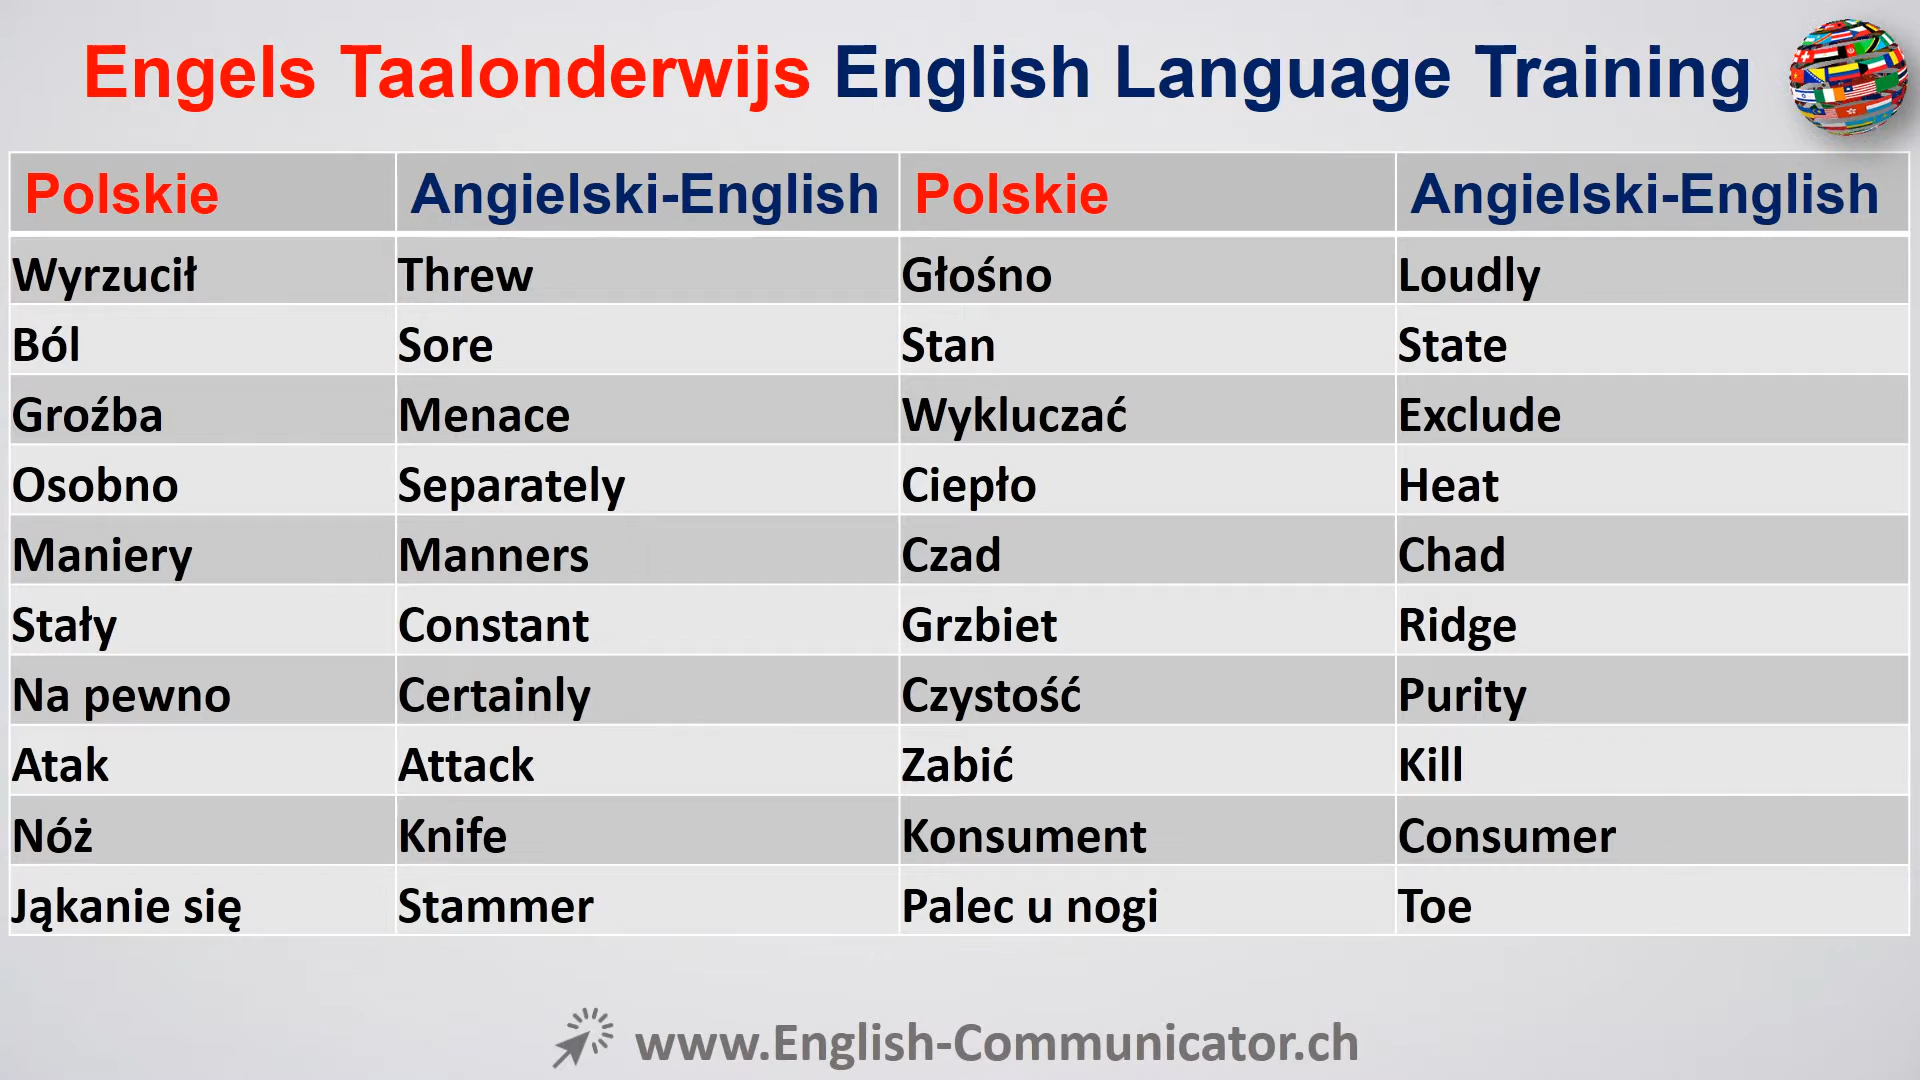 Engels Taalonderwijs English Language Training
Polskie Angielski-English Polskie Angielski-English
Wyrzucił Threw Głośno Loudly
Ból Sore Stan State
Groźba Menace Wykluczać Exclude
Osobno Separately Ciepło Heat
Maniery Manners Czad Chad
Stały Constant Grzbiet Ridge
Na pewno Certainly Czystość Purity
Atak Attack Zabić Kill
Nóż Knife Konsument Consumer
Jąkanie się Stammer Palec u nogi Toe
www.English-Communicator.ch